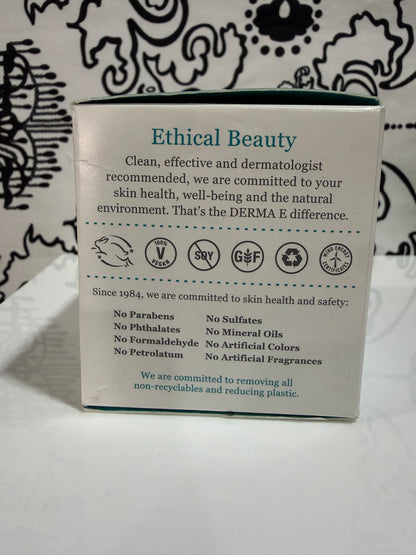 Ethical Beauty
Clean, effective and dermatologist
recommended, we are committed to your
skin health, well-being and the natural
environment. That's the DERMA E difference.
100%
V
VEGAN
SOY
G F
WIND ENERGY
CERTIFICATES
Since 1984, we are committed to skin health and safety:
No Parabens
No Phthalates
No Formaldehyde
No Petrolatum
No Sulfates
No Mineral Oils
No Artificial Colors
No Artificial Fragrances
We are committed to removing all
non-recyclables and reducing plastic.